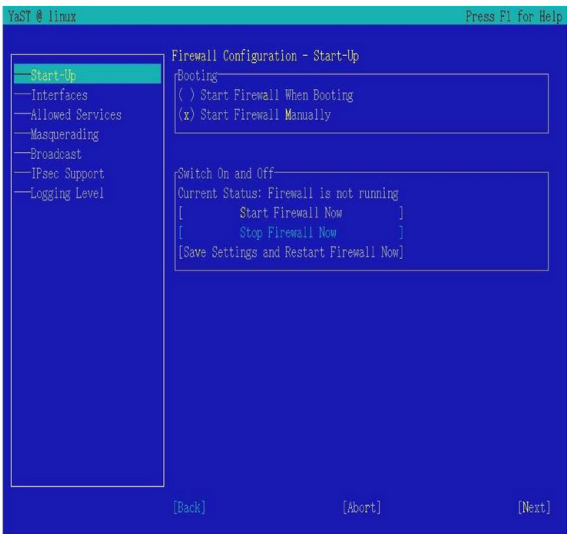 YaST @ linux Press F1 for Help
Firewall Configuration - Start-Up
Start-Up
Interfaces
Allowed Services
Masquerading
Broadcast
IPsec Support
Logging Level
Booting
( ) Start Firewall When Booting
(x) Start Firewall Manually
Switch On and Off
Current Status: Firewall is not running
[ Start Firewall Now ]
[ Stop Firewall Now ]
[Save Settings and Restart Firewall Now]
[Back] [Abort] [Next]